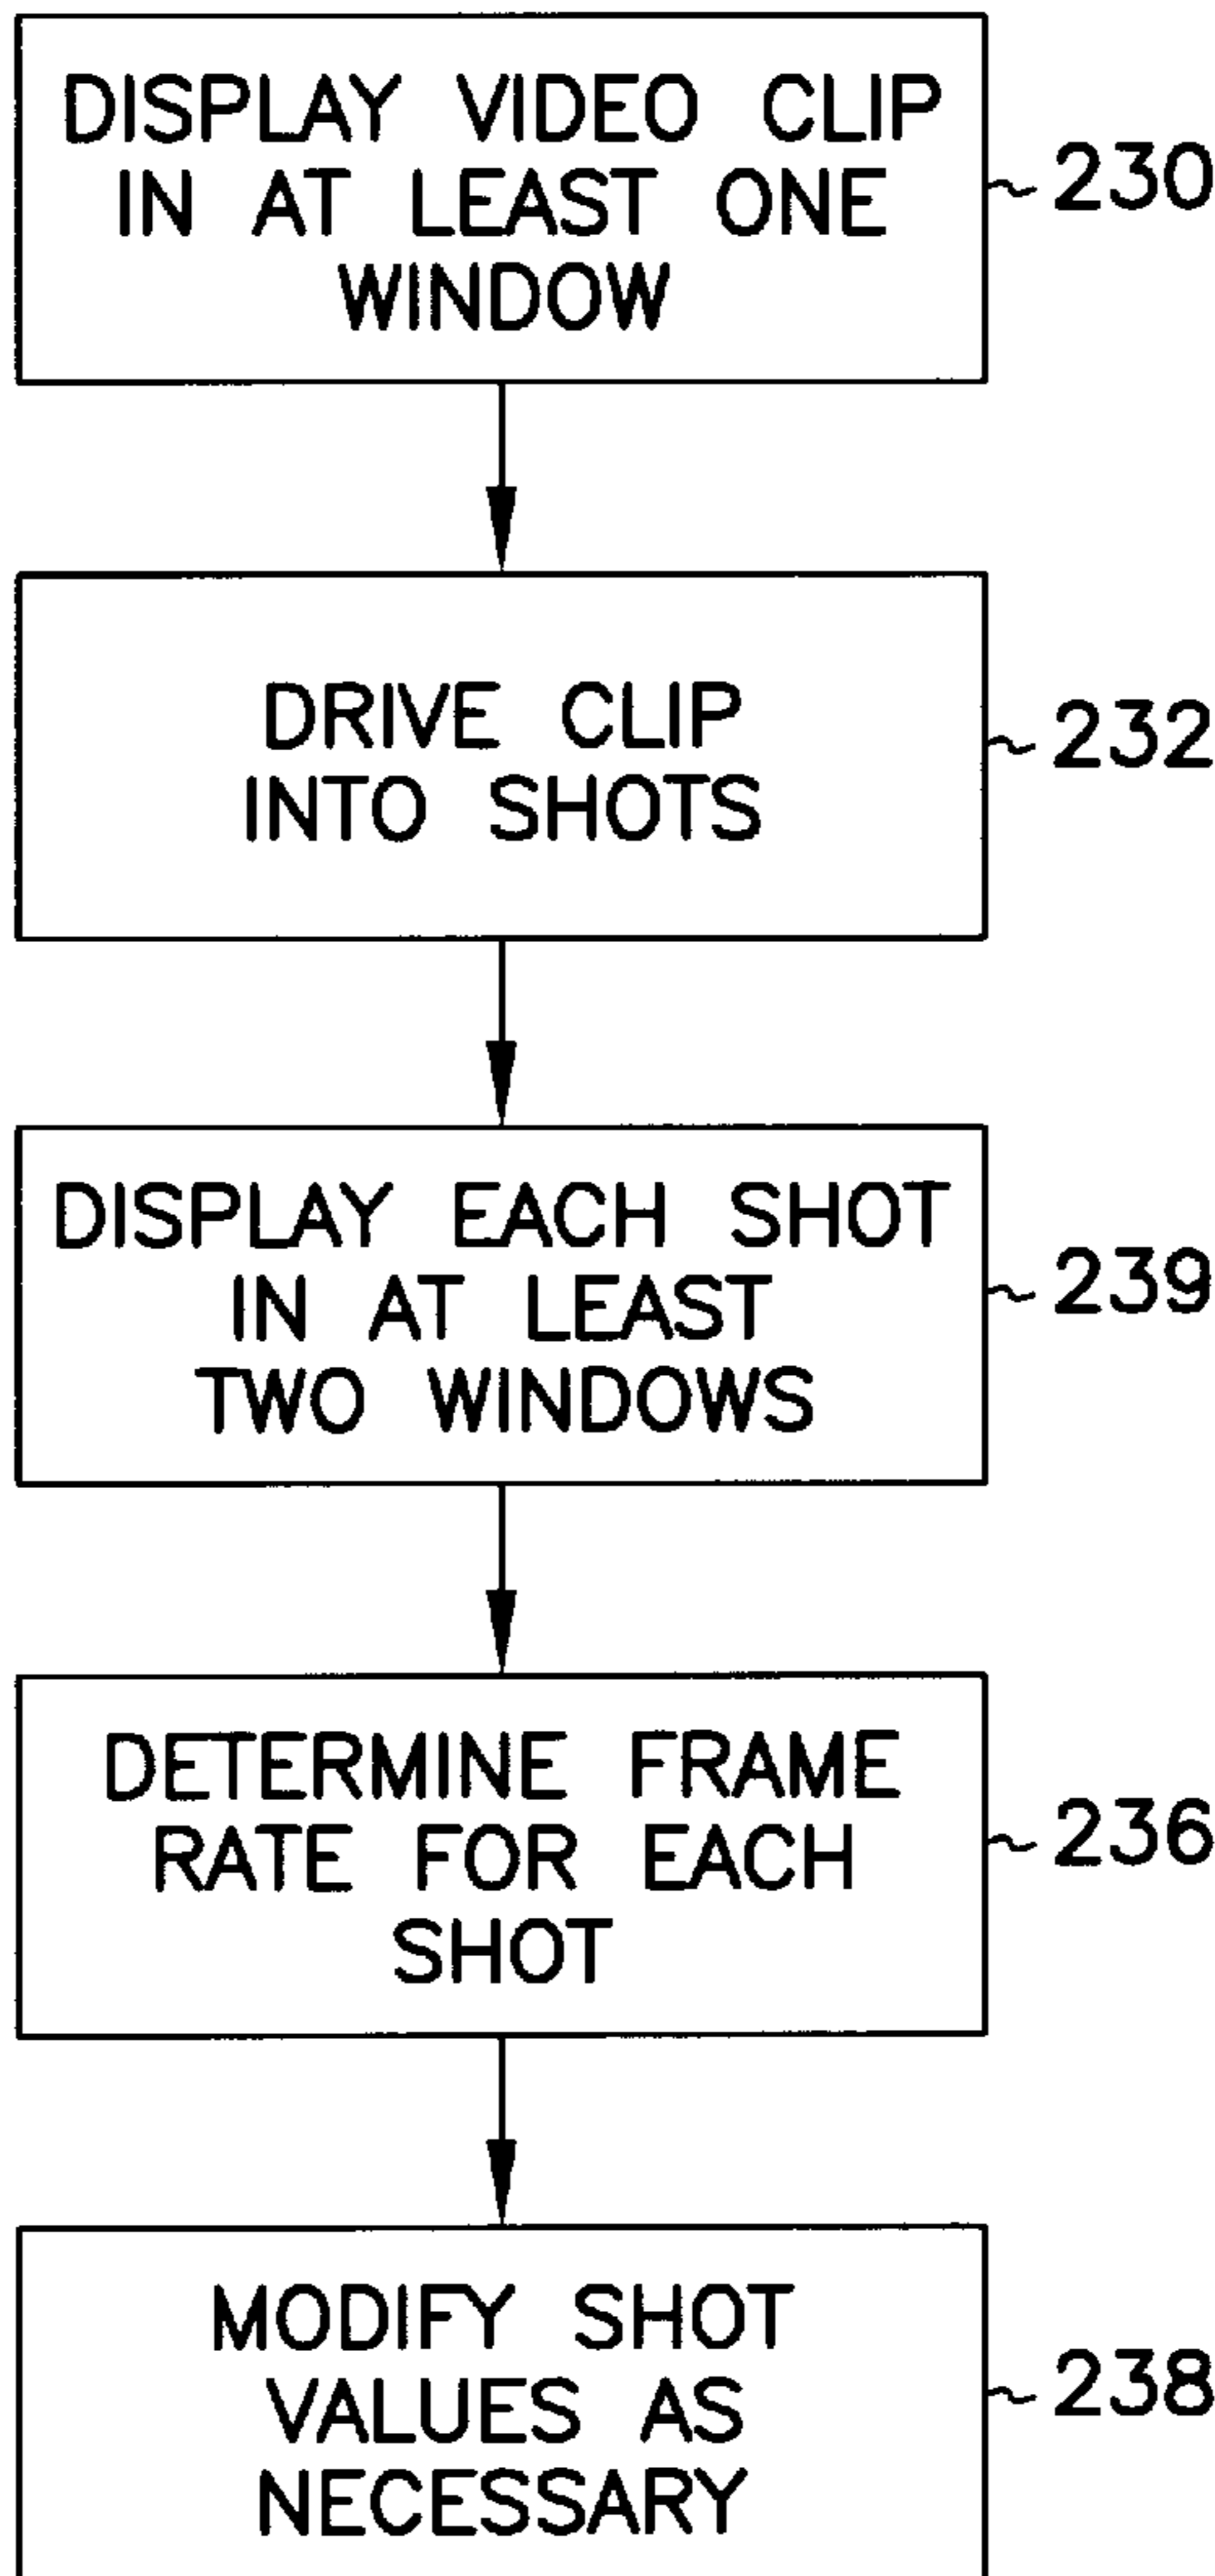 DISPLAY VIDEO CLIP
IN AT LEAST ONE
WINDOW
230
DRIVE CLIP
INTO SHOTS
232
DISPLAY EACH SHOT
IN AT LEAST
TWO WINDOWS
239
DETERMINE FRAME
RATE FOR EACH
SHOT
236
MODIFY SHOT
VALUES AS
NECESSARY
238